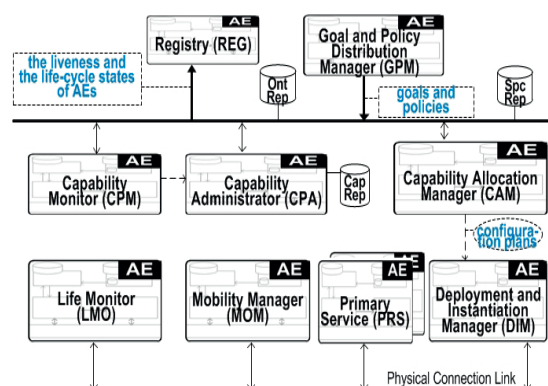 AE
Registry (REG)
AE
Goal and Policy
Distribution
Manager (GPM)
the liveness and
the life-cycle states
of AEs
Ont
Rep
goals and
policies
Spc
Rep
AE
Capability
Monitor (CPM)
AE
Capability
Administrator (CPA)
Cap
Rep
AE
Capability Allocation
Manager (CAM)
configura-
tion plans
AE
Life Monitor
(LMO)
AE
Mobility Manager
(MOM)
AE
AE
Primary
Service (PRS)
AE
Deployment and
Instantiation
Manager (DIM)
Physical Connection Link